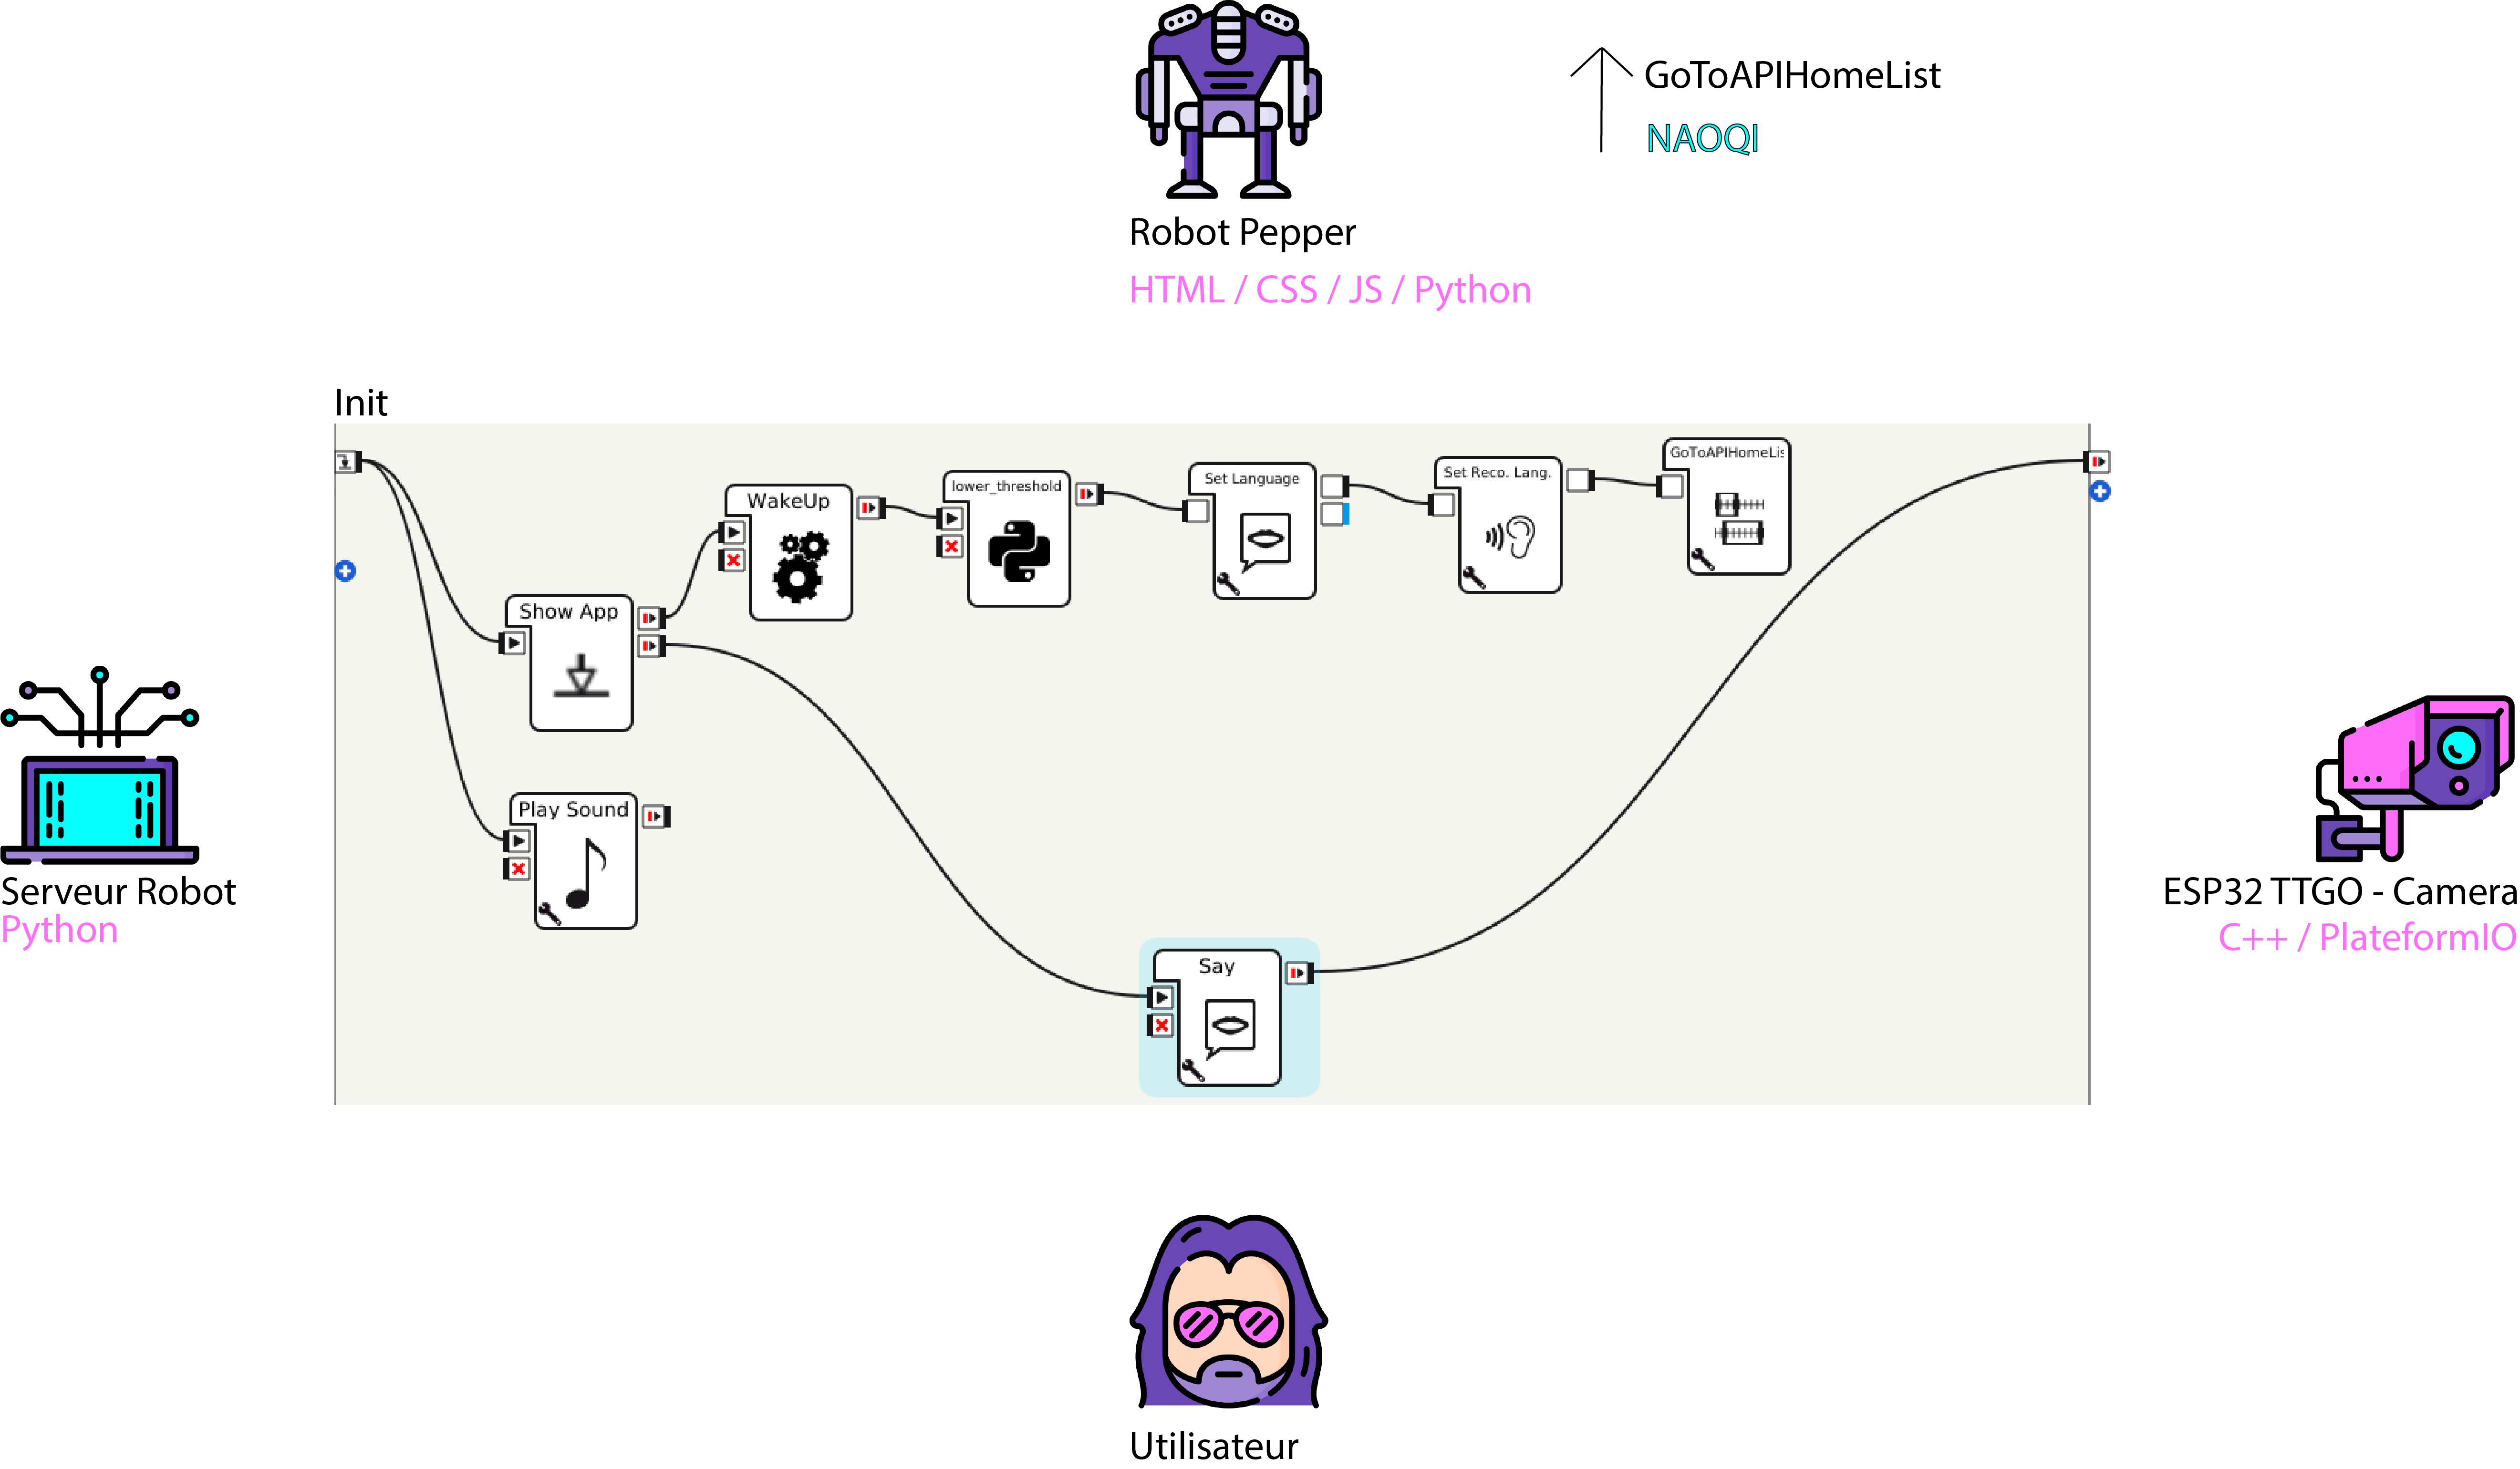 GoToAPIHomeList
NAOQI
Robot Pepper
HTML / CSS / JS / Python
Init
GoToAPIHomeLis
Set Language
Set Reco. Lang.
lower_threshold
WakeUp
Show App
Play Sound
Serveur Robot
Python
ESP32 TTGO - Camera
C++ / PlateformIO
Say
Utilisateur